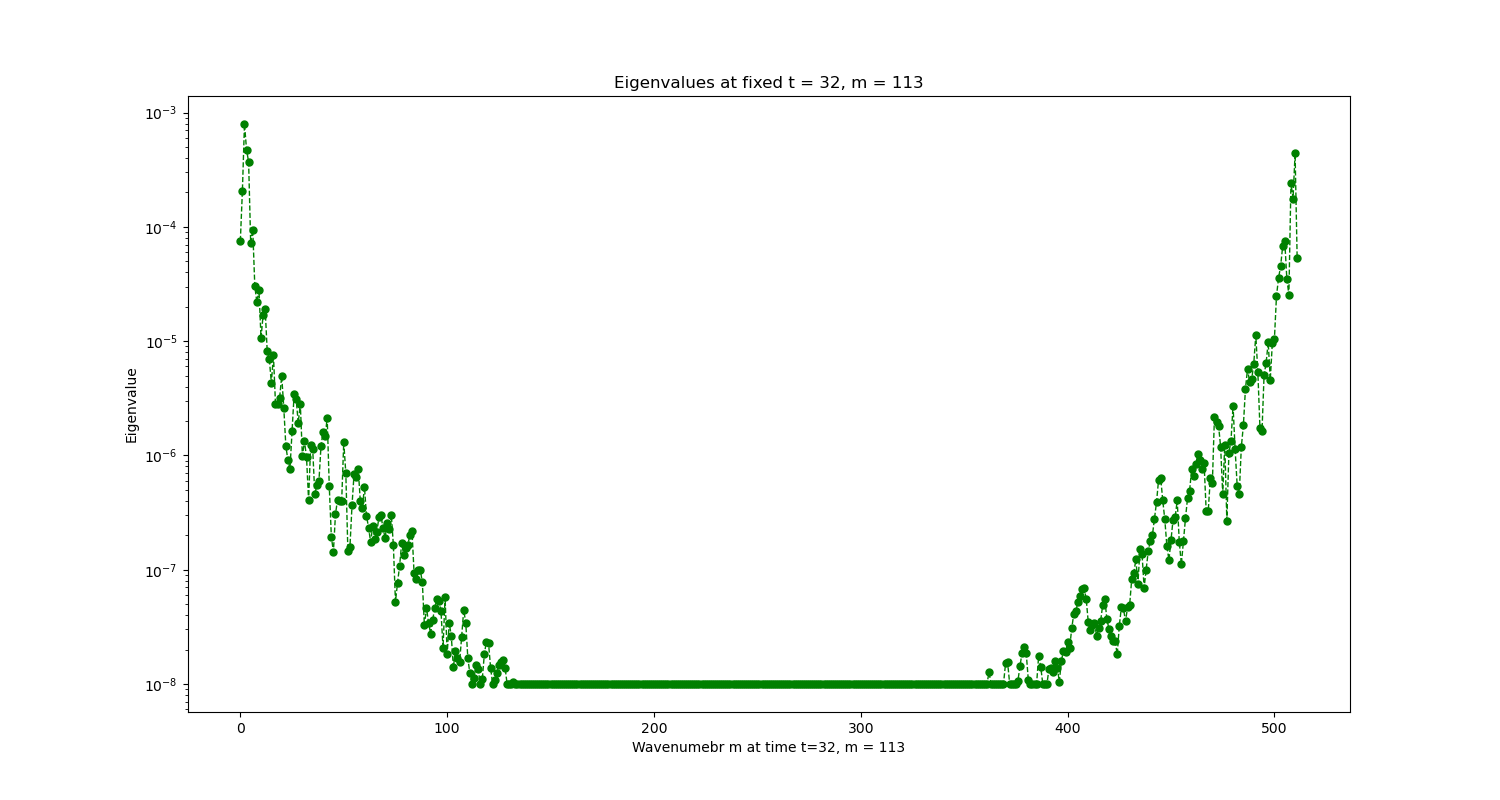 Eigenvalues at fixed t = 32, m = 113
Eigenvalue
10⁻³
10⁻⁴
10⁻⁵
10⁻⁶
10⁻⁷
10⁻⁸
0 100 200 300 400 500
Wavenumebr m at time t=32, m = 113